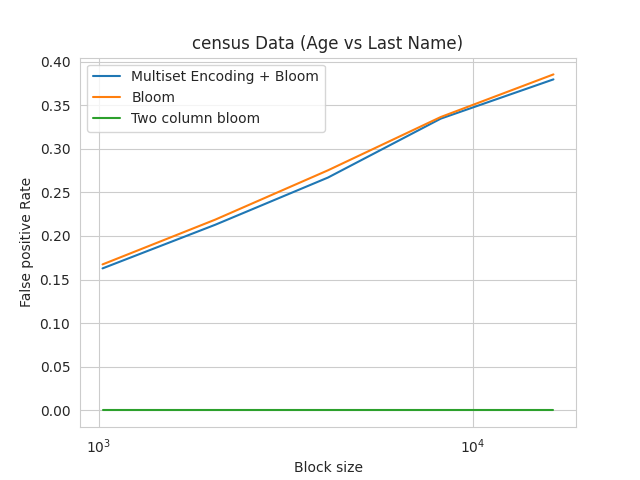 census Data (Age vs Last Name)
Multiset Encoding + Bloom
Bloom
Two column bloom
False positive Rate
0.40
0.35
0.30
0.25
0.20
0.15
0.10
0.05
0.00
10³ 10⁴
Block size